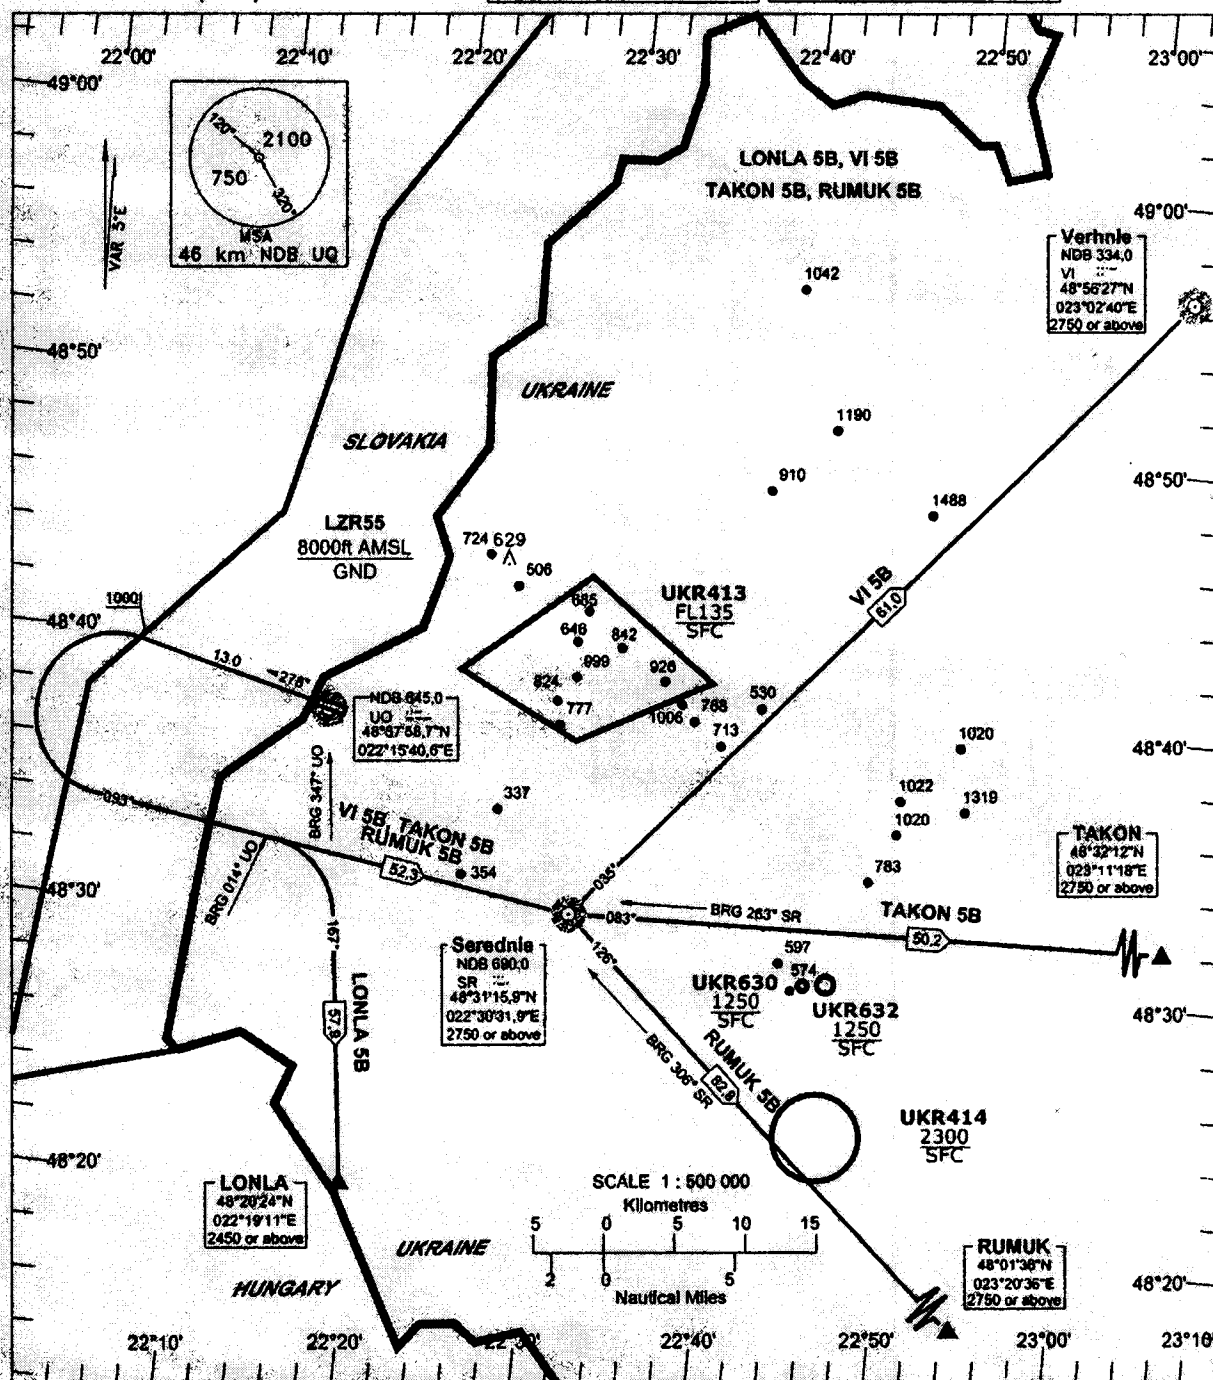 22°00'
22°10'
22°20'
22°30'
22°40'
22°50'
23°00'
49°00'
120°
2100
750
320°
MSA
46 km NDB UQ
VAR 5°E
LONLA 5B, VI 5B
TAKON 5B, RUMUK 5B
49°00'
Verhnie
NDB 334,0
VI
48°56'27"N
023°02'40"E
2750 or above
1042
48°50'
UKRAINE
SLOVAKIA
1190
910
48°50'
1488
LZR55
8000ft AMSL
GND
724
629
506
UKR413
FL135
SFC
VI 5B
61,0
1000
48°40'
685
646
842
999
926
824
777
1006
768
530
713
13.0
278°
NDB 645,0
UO
022°15'40,6"E
1020
48°40'
1022
1319
1020
093°
BRG 347° UO
337
VI 5B, TAKON 5B
RUMUK 5B
52,3
354
TAKON
48°32'12"N
023°11'18"E
2750 or above
783
48°30'
BRG 014° UO
035°
083°
BRG 263° SR
TAKON 5B
50,2
126°
167°
Serednie
NDB 690,0
SR
48°31'15,9"N
022°30'31,9"E
2750 or above
597
574
UKR630
1250
SFC
UKR632
1250
SFC
48°30'
LONLA 5B
57,9
BRG 306° SR
RUMUK 5B
82,8
UKR414
2300
SFC
48°20'
LONLA
48°20'24"N
022°19'11"E
2450 or above
SCALE 1 : 500 000
Kilometres
5 0 5 10 15
2 0 5
Nautical Miles
UKRAINE
HUNGARY
RUMUK
48°01'38"N
023°20'36"E
2750 or above
48°20'
22°10'
22°20'
22°30'
22°40'
22°50'
23°00'
23°10'